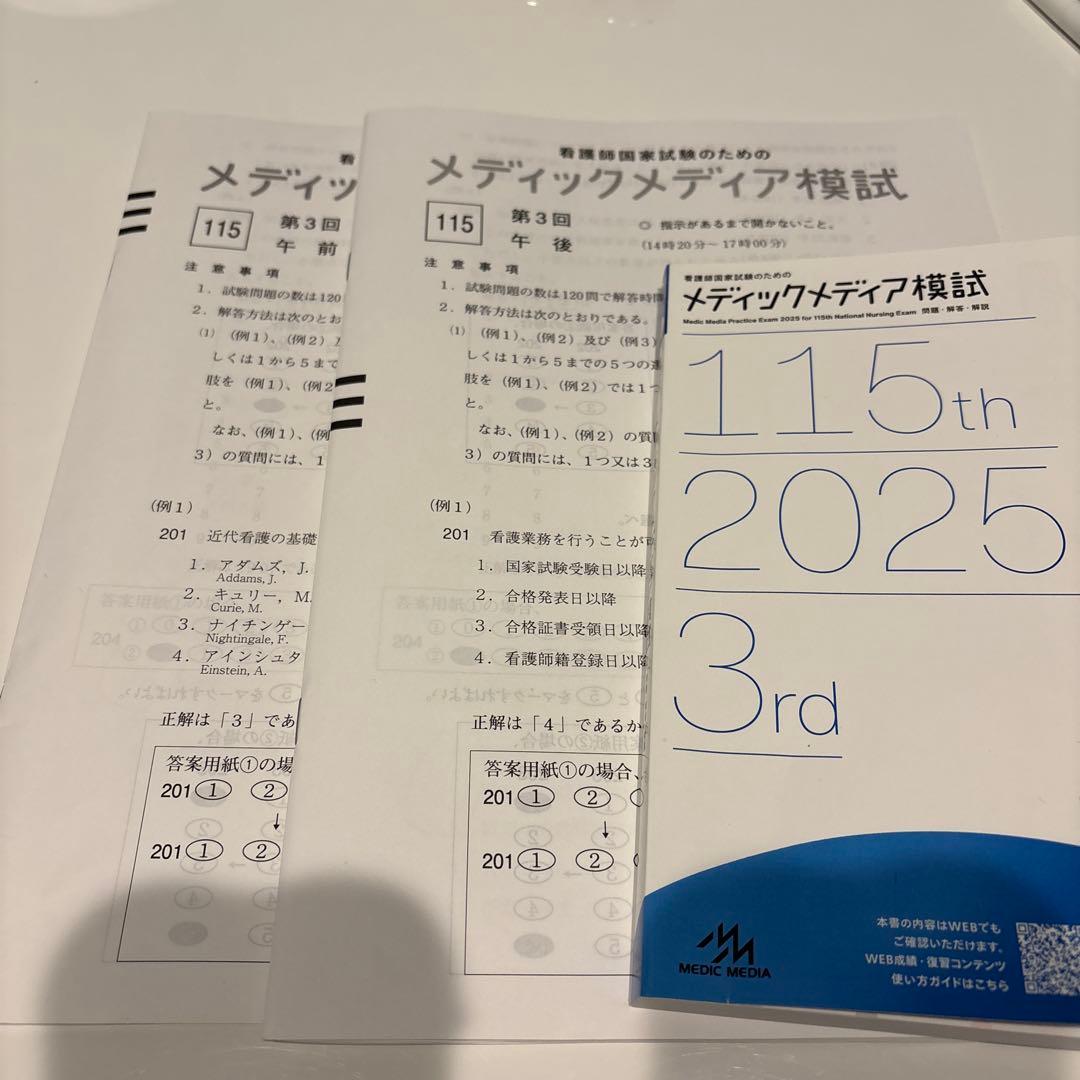 看
メディッ
115
第3回
午 前
注 意 事 項
1．試験問題の数は120
2．解答方法は次のとお
(1) (例1)、(例2)
しくは1から5まで
肢を(例1)、(例2
と。
なお、(例1)、(例
3)の質問には、1
(例1)
201 近代看護の基礎
1．アダムズ，J.
Addams, J.
2．キュリー，M.
Curie, M.
3．ナイチンゲー
Nightingale, F.
4．アインシュタ
Einstein, A.
正解は「3」であ
答案用紙①の場
201 ① ②
↓
201 ① ②
看護師国家試験のための
メディックメディア模試
115
第3回
午 後
◎ 指示があるまで開かないこと。
(14時20分～17時00分)
注 意 事 項
1．試験問題の数は120問で解答時間
2．解答方法は次のとおりである。
(1) (例1)、(例2)及び(例3)
しくは1から5までの5つの選
肢を(例1)、(例2)では1つ
と。
なお、(例1)、(例2)の質問
3)の質問には、1つ又は3
(例1)
201 看護業務を行うことが可
1．国家試験受験日以降
2．合格発表日以降
3．合格証書受領日以降
4．看護師籍登録日以降
正解は「4」であるか
答案用紙①の場合、
201 ① ②
↓
201 ① ②
看護師国家試験のための
メディックメディア模試
Medic Media Practice Exam 2025 for 115th National Nursing Exam 問題・解答・解説
115th
2025
3rd
MEDIC MEDIA
本書の内容はWEBでも
ご確認いただけます。
WEB成績・復習コンテンツ
使い方ガイドはこちら